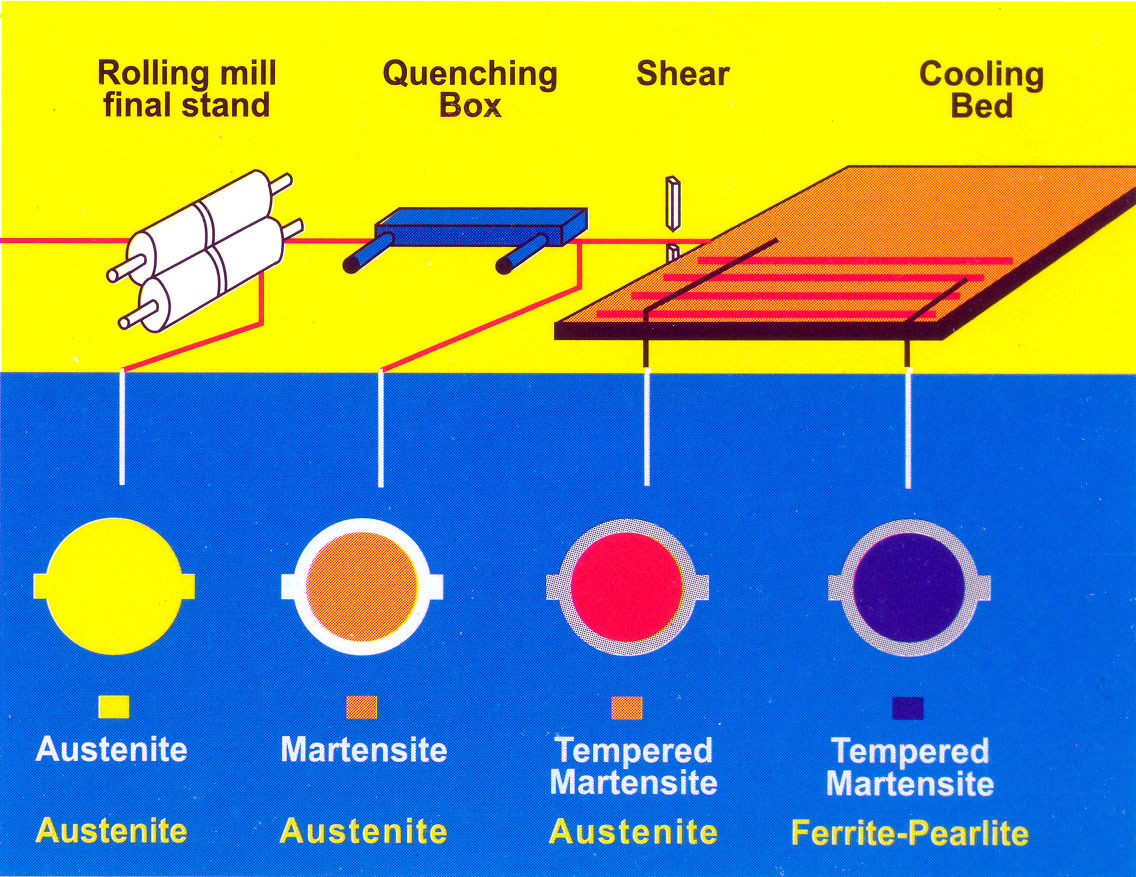 Rolling mill
final stand
Quenching
Box
Shear
Cooling
Bed
Austenite
Martensite
Tempered
Martensite
Tempered
Martensite
Austenite
Austenite
Austenite
Ferrite-Pearlite